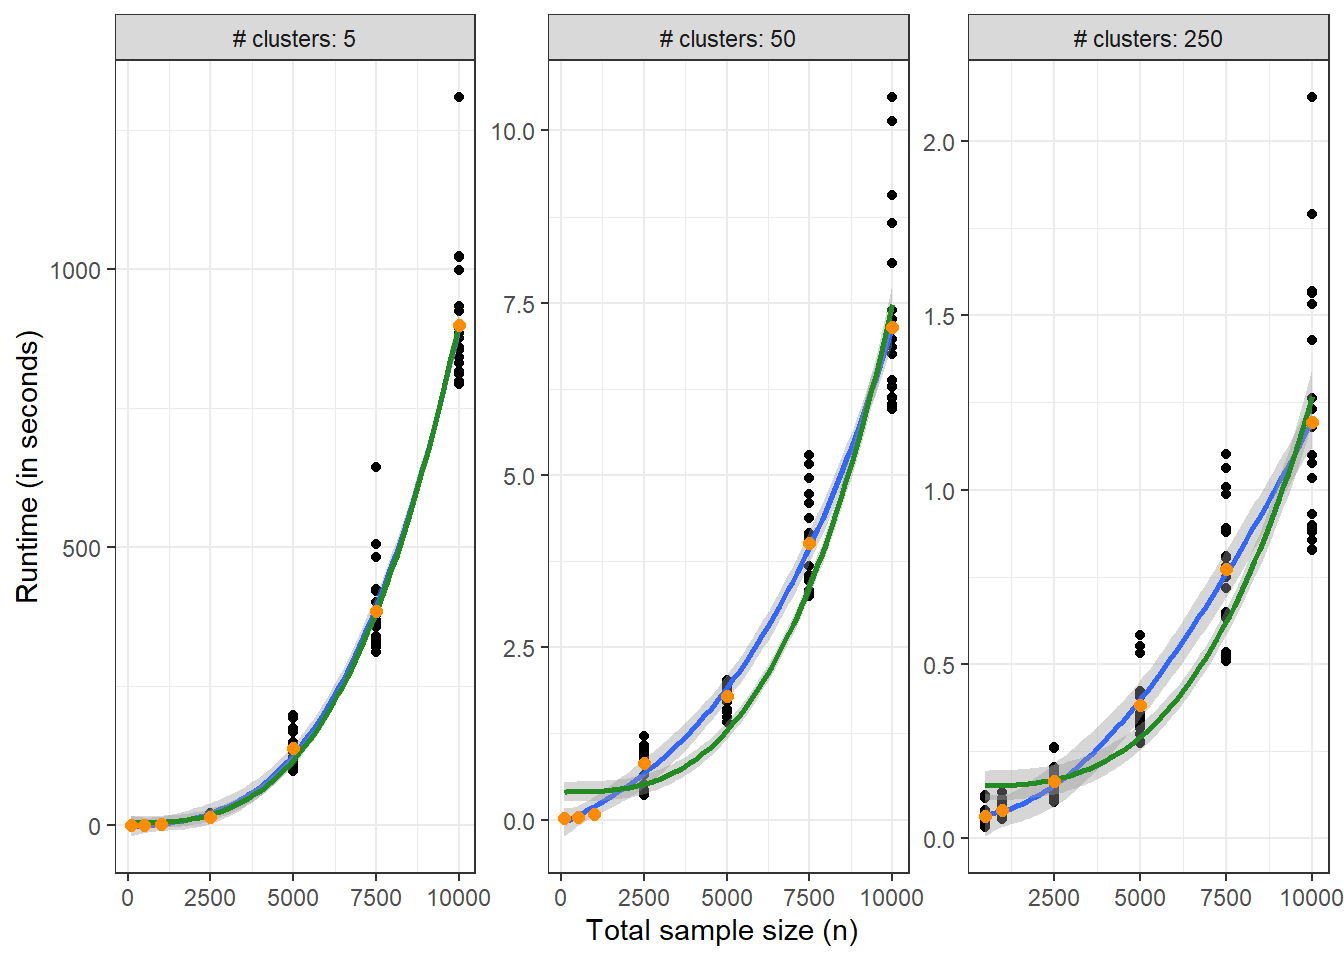 # clusters: 5
# clusters: 50
# clusters: 250
Runtime (in seconds)
1000
500
0
10.0
7.5
5.0
2.5
0.0
2.0
1.5
1.0
0.5
0.0
0 2500 5000 7500 10000
0 2500 5000 7500 10000
2500 5000 7500 10000
Total sample size (n)